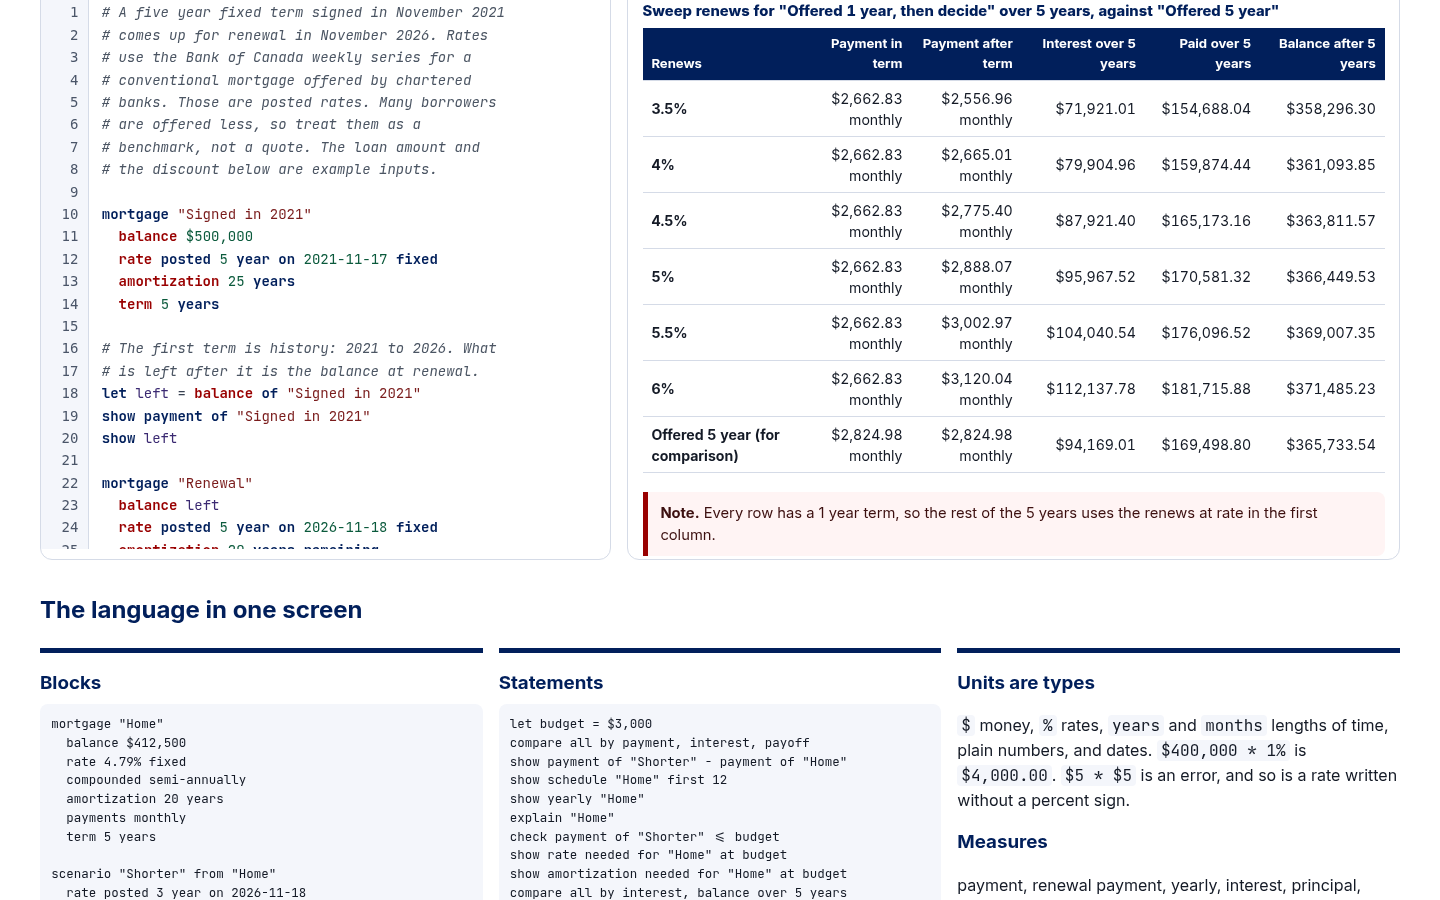 1 # A five year fixed term signed in November 2021
2 # comes up for renewal in November 2026. Rates
3 # use the Bank of Canada weekly series for a
4 # conventional mortgage offered by chartered
5 # banks. Those are posted rates. Many borrowers
6 # are offered less, so treat them as a
7 # benchmark, not a quote. The loan amount and
8 # the discount below are example inputs.
9
10 mortgage "Signed in 2021"
11   balance $500,000
12   rate posted 5 year on 2021-11-17 fixed
13   amortization 25 years
14   term 5 years
15
16 # The first term is history: 2021 to 2026. What
17 # is left after it is the balance at renewal.
18 let left = balance of "Signed in 2021"
19 show payment of "Signed in 2021"
20 show left
21
22 mortgage "Renewal"
23   balance left
24   rate posted 5 year on 2026-11-18 fixed
25   amortization 20 years remaining
Sweep renews for "Offered 1 year, then decide" over 5 years, against "Offered 5 year"
Renews Payment in term Payment after term Interest over 5 years Paid over 5 years Balance after 5 years
3.5% $2,662.83 monthly $2,556.96 monthly $71,921.01 $154,688.04 $358,296.30
4% $2,662.83 monthly $2,665.01 monthly $79,904.96 $159,874.44 $361,093.85
4.5% $2,662.83 monthly $2,775.40 monthly $87,921.40 $165,173.16 $363,811.57
5% $2,662.83 monthly $2,888.07 monthly $95,967.52 $170,581.32 $366,449.53
5.5% $2,662.83 monthly $3,002.97 monthly $104,040.54 $176,096.52 $369,007.35
6% $2,662.83 monthly $3,120.04 monthly $112,137.78 $181,715.88 $371,485.23
Offered 5 year (for comparison) $2,824.98 monthly $2,824.98 monthly $94,169.01 $169,498.80 $365,733.54
Note. Every row has a 1 year term, so the rest of the 5 years uses the renews at rate in the first
column.
The language in one screen
Blocks
mortgage "Home"
  balance $412,500
  rate 4.79% fixed
  compounded semi-annually
  amortization 20 years
  payments monthly
  term 5 years
scenario "Shorter" from "Home"
  rate posted 3 year on 2026-11-18
Statements
let budget = $3,000
compare all by payment, interest, payoff
show payment of "Shorter" - payment of "Home"
show schedule "Home" first 12
show yearly "Home"
explain "Home"
check payment of "Shorter" <= budget
show rate needed for "Home" at budget
show amortization needed for "Home" at budget
compare all by interest, balance over 5 years
Units are types
$ money, % rates, years and months lengths of time,
plain numbers, and dates. $400,000 * 1% is
$4,000.00. $5 * $5 is an error, and so is a rate written
without a percent sign.
Measures
payment, renewal payment, yearly, interest, principal,